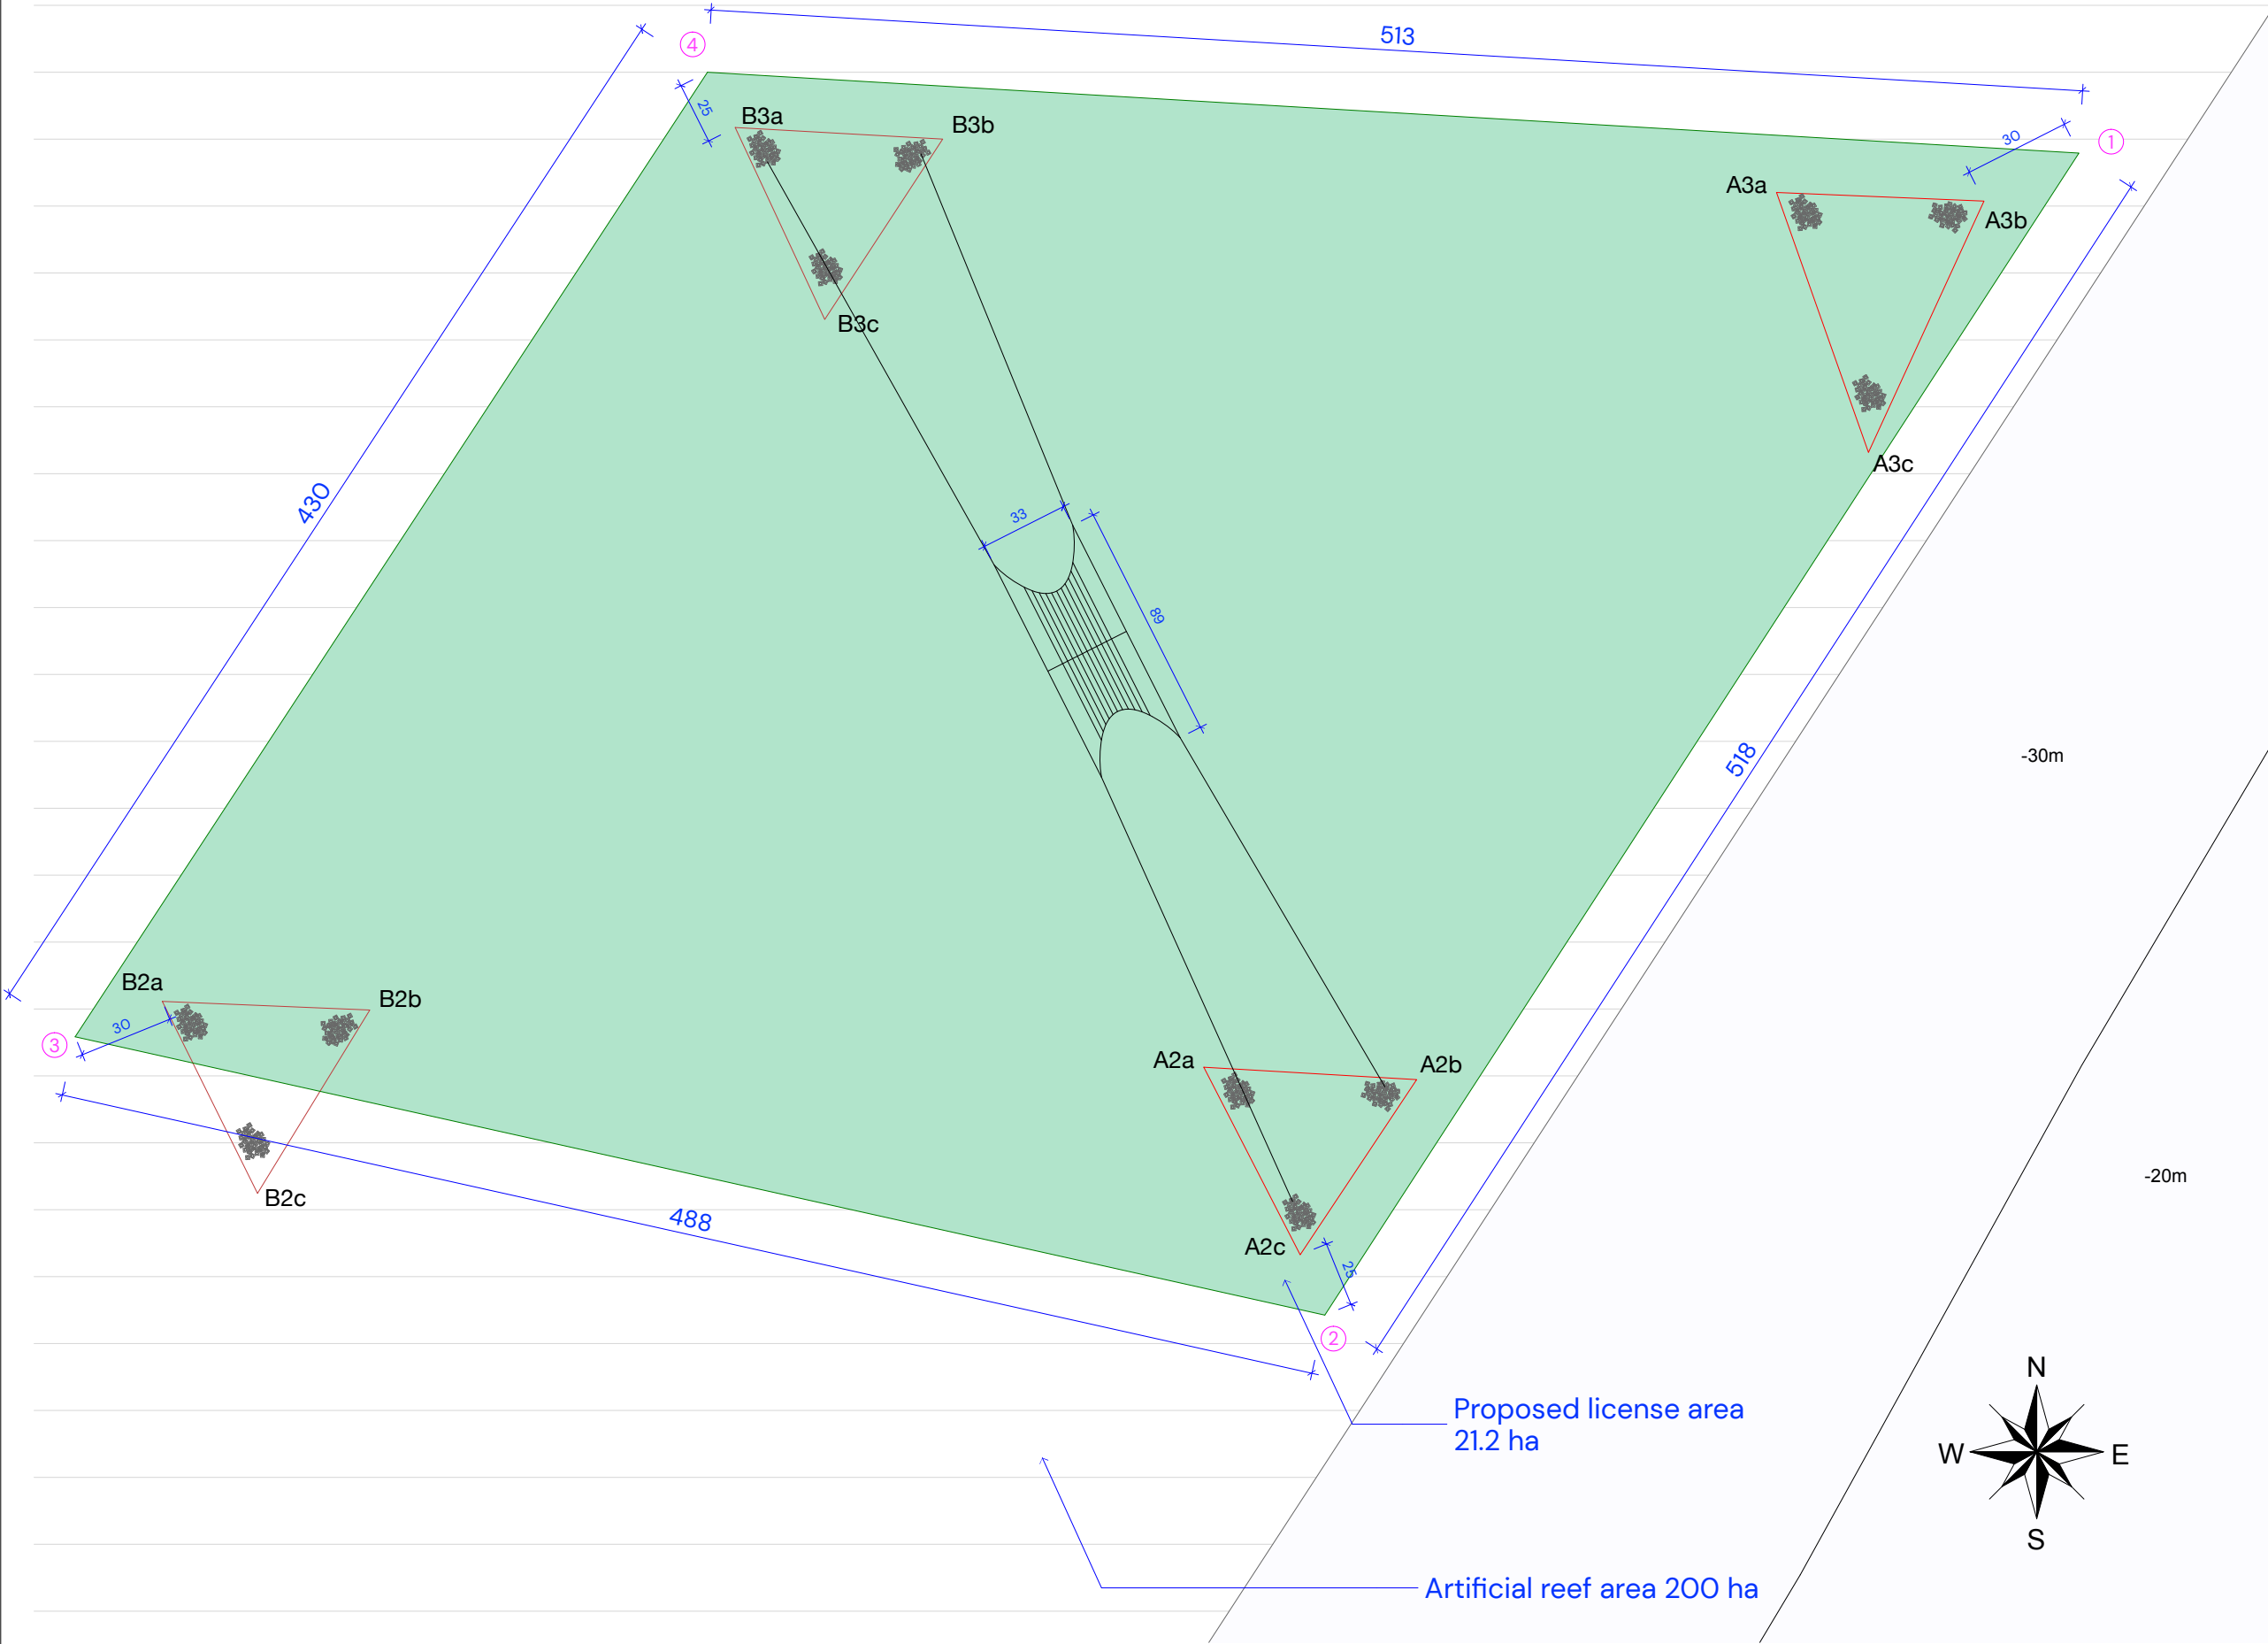 513
④
25
B3a
B3b
30
①
A3a
A3b
B3c
A3c
430
33
89
518
-30m
B2a
B2b
30
③
A2a
A2b
-20m
B2c
488
A2c
25
②
N
Proposed license area
21.2 ha
W
E
S
Artificial reef area 200 ha